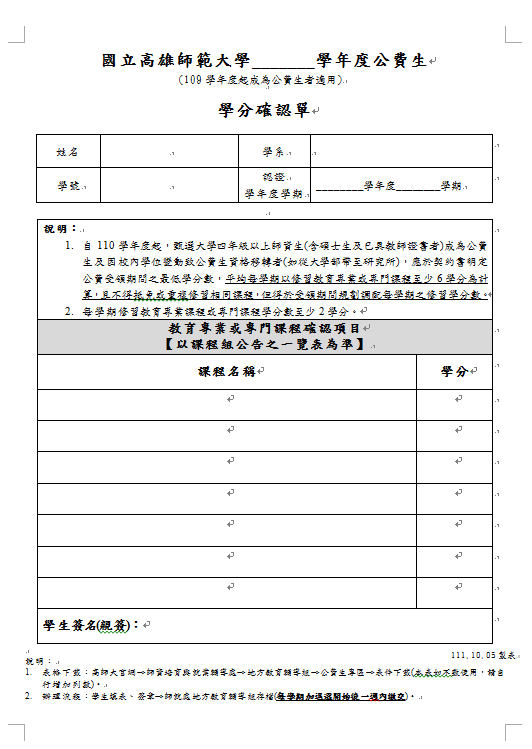 國立高雄師範大學________學年度公費生
(109 學年度起成為公費生者適用)
學分確認單
姓名
學系
學號
認證
學年度學期
________學年度________學期
說明：
1. 自 110 學年度起，甄選大學四年級以上師資生(含碩士生及已具教師證書者)成為公費
生及因校內學位變動致公費生資格移轉者(如從大學部帶至研究所)，應於契約書明定
公費受領期間之最低學分數，平均每學期以修習教育專業或專門課程至少 6 學分為計
算，且不得抵免或重複修習相同課程，但得於受領期間規劃調配每學期之修習學分數。
2. 每學期修習教育專業課程或專門課程學分數至少 2 學分。
教育專業或專門課程確認項目
【以課程組公告之一覽表為準】
課程名稱
學分
學生簽名(親簽)：
111, 10, 05 製表
說明：
1. 表格下載：高師大官網→師資培育與就業輔導處→地方教育輔導組→公費生專區→表件下載(本表如不敷使用，請自
行增加列數)。
2. 辦理流程：學生填表、簽章→師就處地方教育輔導組存檔(每學期加退選開始後一週內繳交)。